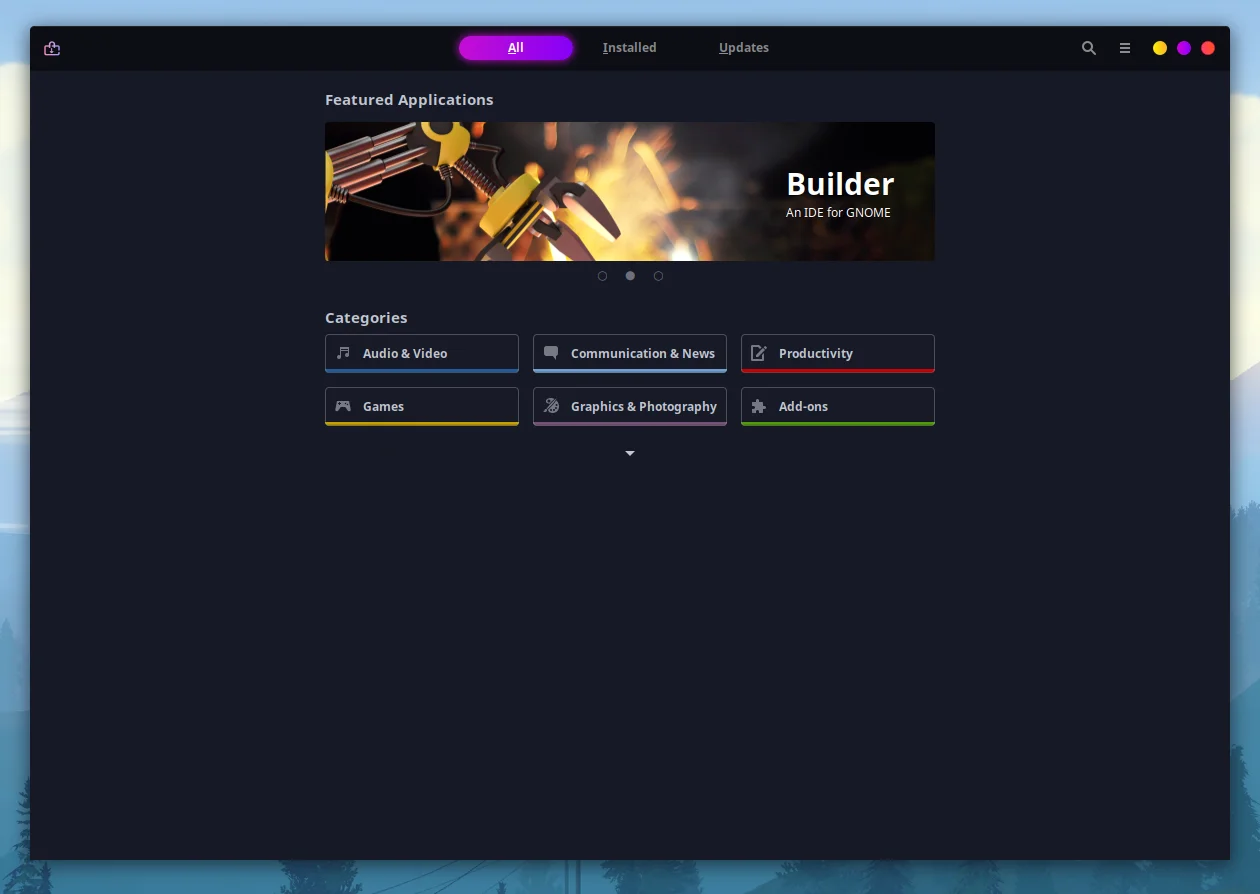 All
Installed
Updates
Featured Applications
Builder
An IDE for GNOME
Categories
Audio & Video
Communication & News
Productivity
Games
Graphics & Photography
Add-ons